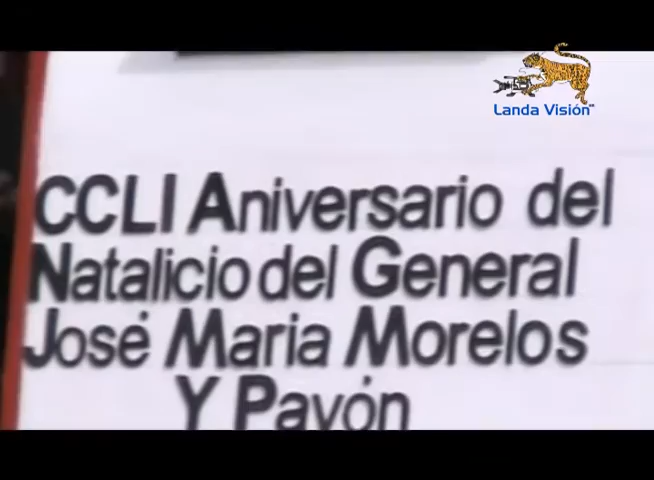 Landa Visión
CCLI Aniversario del
Natalicio del General
José Maria Morelos
Y Pavón